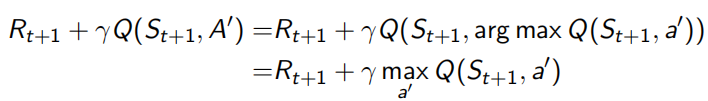 R_{t+1} + γQ(S_{t+1}, A′) =R_{t+1} + γQ(S_{t+1}, arg max Q(S_{t+1}, a′))
=R_{t+1} + γ max_{a′} Q(S_{t+1}, a′)